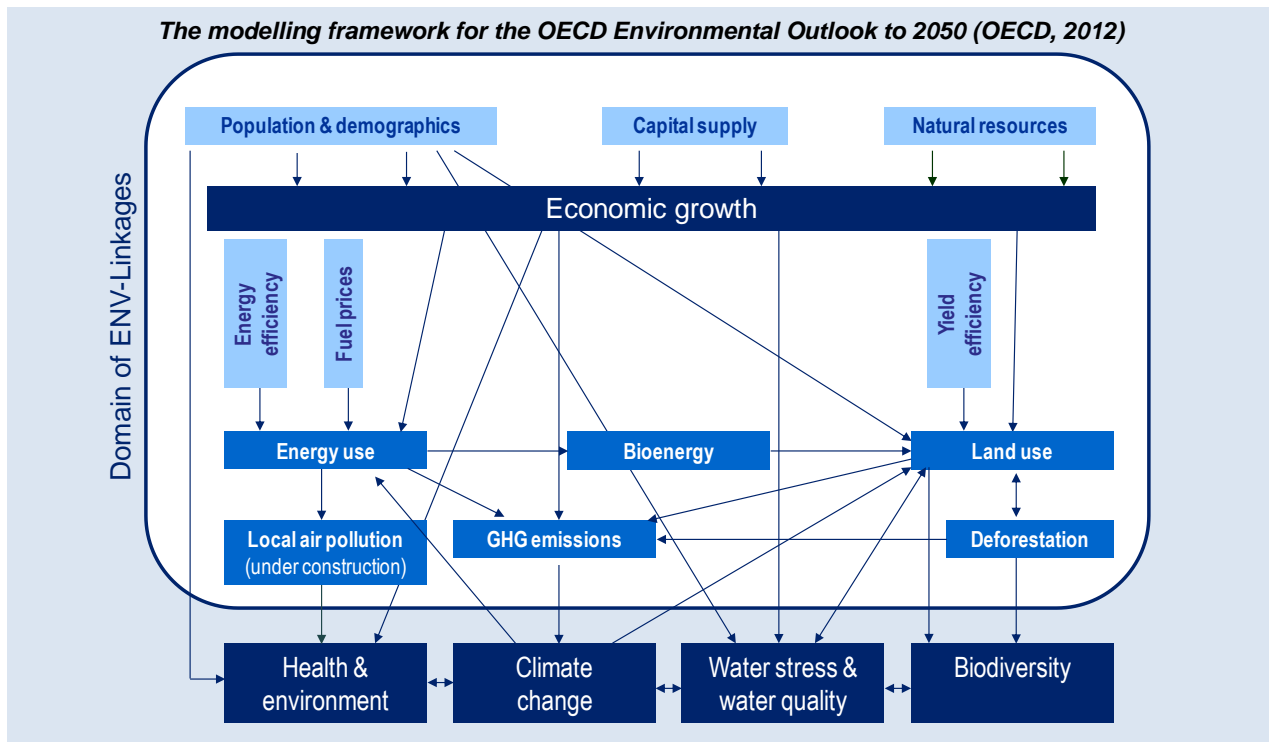 The modelling framework for the OECD Environmental Outlook to 2050 (OECD, 2012)
Domain of ENV-Linkages
Population & demographics
Capital supply
Natural resources
Economic growth
Energy
efficiency
Fuel prices
Yield
efficiency
Energy use
Bioenergy
Land use
Local air pollution
(under construction)
GHG emissions
Deforestation
Health &
environment
Climate
change
Water stress &
water quality
Biodiversity